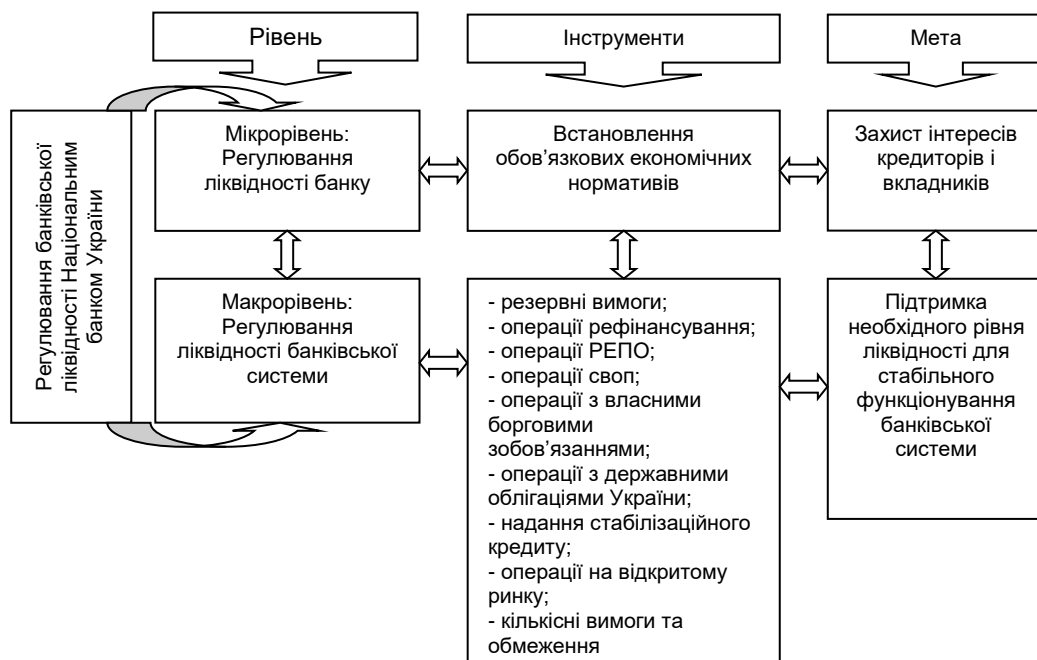 Рівень
Інструменти
Мета
Регулювання банківської
ліквідності Національним
банком України
Мікрорівень:
Регулювання
ліквідності банку
Встановлення
обов’язкових економічних
нормативів
Захист інтересів
кредиторів і
вкладників
Макрорівень:
Регулювання
ліквідності банківської
системи
- резервні вимоги;
- операції рефінансування;
- операції РЕПО;
- операції своп;
- операції з власними
борговими
зобов’язаннями;
- операції з державними
облігаціями України;
- надання стабілізаційного
кредиту;
- операції на відкритому
ринку;
- кількісні вимоги та
обмеження
Підтримка
необхідного рівня
ліквідності для
стабільного
функціонування
банківської
системи